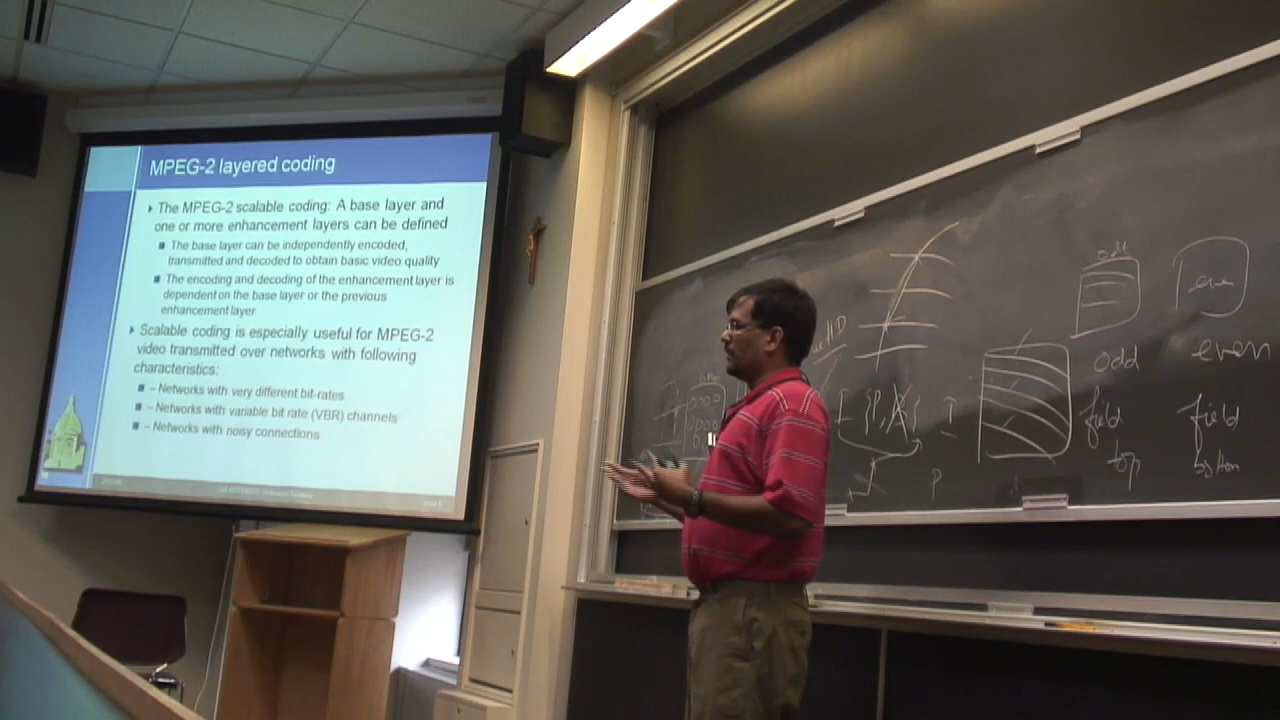 MPEG-2 layered coding
The MPEG-2 scalable coding: A base layer and
one or more enhancement layers can be defined
The base layer can be independently encoded,
transmitted and decoded to obtain basic video quality
The encoding and decoding of the enhancement layer is
dependent on the base layer or the previous
enhancement layer
Scalable coding is especially useful for MPEG-2
video transmitted over networks with following
characteristics:
– Networks with very different bit-rates
– Networks with variable bit rate (VBR) channels
– Networks with noisy connections
odd
even
odd
field
top
even
field
I
P